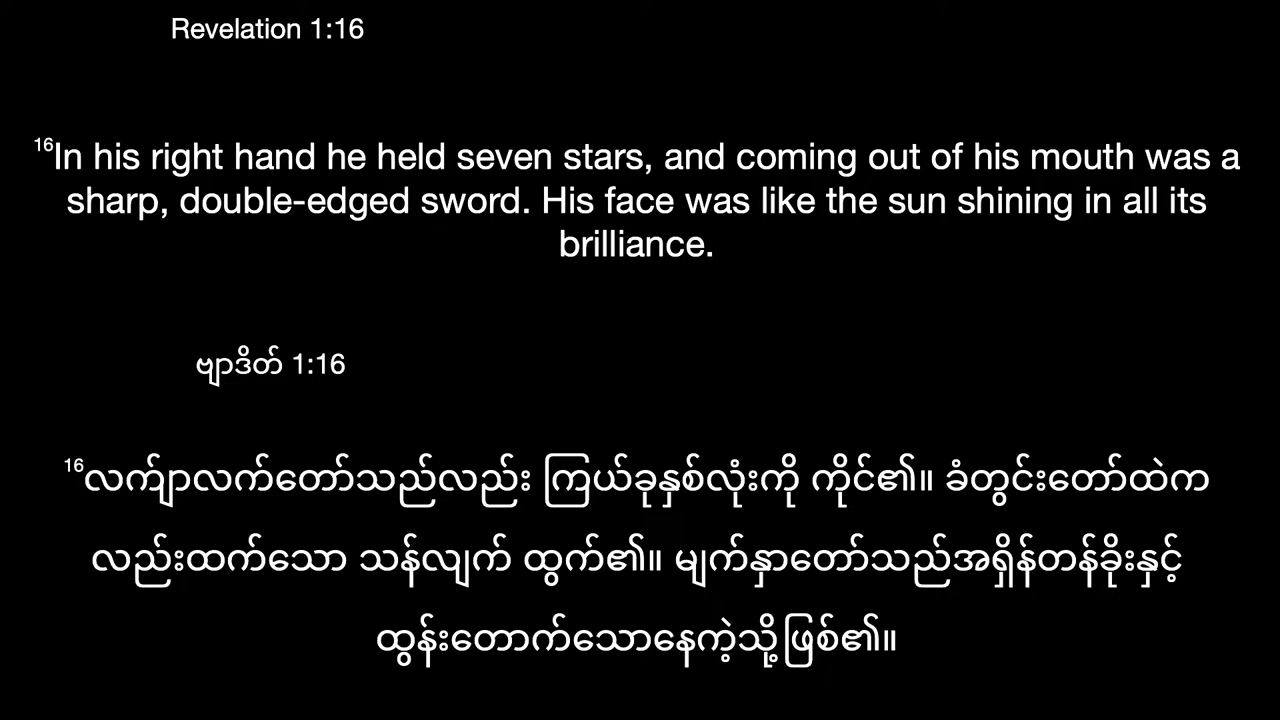 Revelation 1:16
16In his right hand he held seven stars, and coming out of his mouth was a
sharp, double-edged sword. His face was like the sun shining in all its
brilliance.
ဗျာဒိတ် 1:16
16လက်ျာလက်တော်သည်လည်း ကြယ်ခုနှစ်လုံးကို ကိုင်၏။ ခံတွင်းတော်ထဲက
လည်းထက်သော သန်လျက် ထွက်၏။ မျက်နှာတော်သည်အရှိန်တန်ခိုးနှင့်
ထွန်းတောက်သောနေကဲ့သို့ဖြစ်၏။